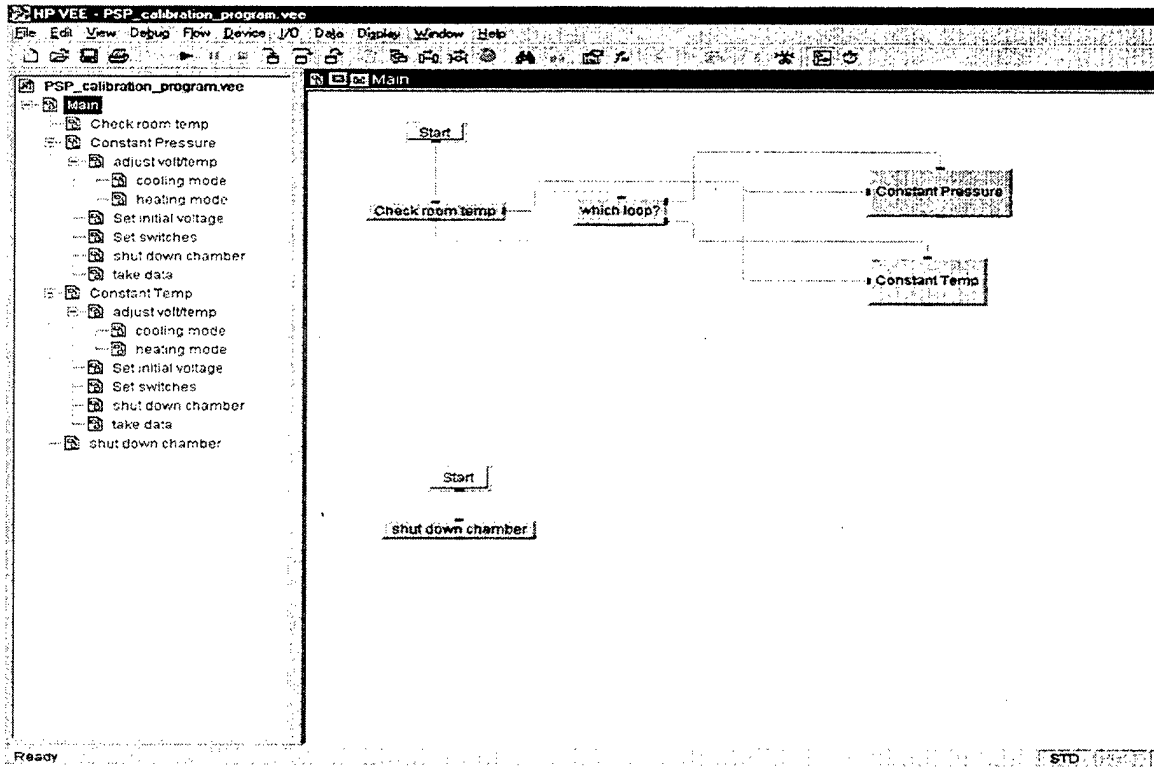 HP VEE - PSP_calibration_program.vee
File Edit View Debug Flow Device I/O Data Display Window Help
PSP_calibration_program.vee
Main
Check room temp
Constant Pressure
adjust volt/temp
cooling mode
heating mode
Set initial voltage
Set switches
shut down chamber
take data
Constant Temp
adjust volt/temp
cooling mode
heating mode
Set initial voltage
Set switches
shut down chamber
take data
shut down chamber
Main
Start
Check room temp
which loop?
Constant Pressure
Constant Temp
Start
shut down chamber
Ready
STD